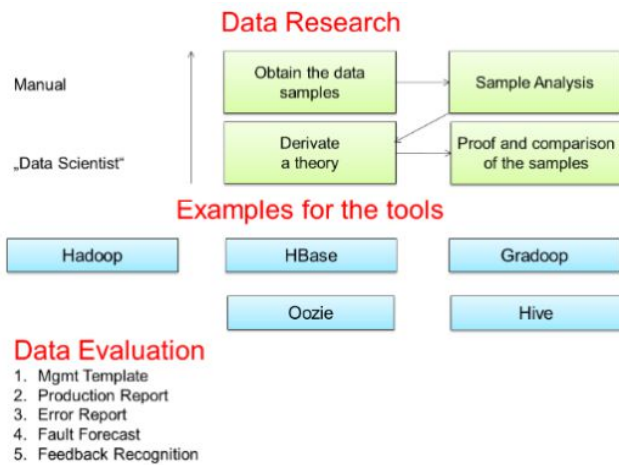 Data Research
Manual
Obtain the data
samples
Sample Analysis
„Data Scientist“
Derivate
a theory
Proof and comparison
of the samples
Examples for the tools
Hadoop
HBase
Gradoop
Oozie
Hive
Data Evaluation
1. Mgmt Template
2. Production Report
3. Error Report
4. Fault Forecast
5. Feedback Recognition